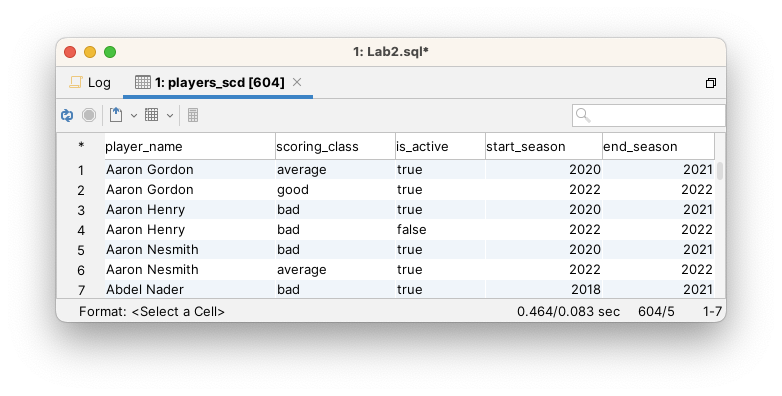 1: Lab2.sql*
Log 1: players_scd [604]
* player_name scoring_class is_active start_season end_season
1 Aaron Gordon average true 2020 2021
2 Aaron Gordon good true 2022 2022
3 Aaron Henry bad true 2020 2021
4 Aaron Henry bad false 2022 2022
5 Aaron Nesmith bad true 2020 2021
6 Aaron Nesmith average true 2022 2022
7 Abdel Nader bad true 2018 2021
Format: <Select a Cell> 0.464/0.083 sec 604/5 1-7